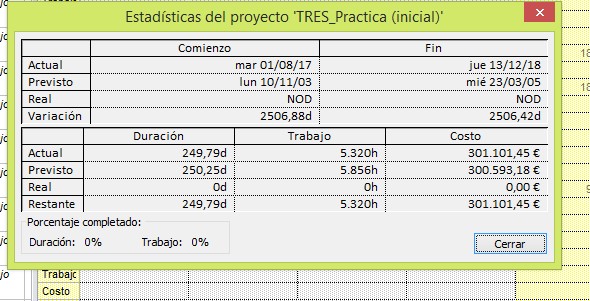 Estadísticas del proyecto 'TRES_Practica (inicial)'
Comienzo Fin
Actual mar 01/08/17 jue 13/12/18
Previsto lun 10/11/03 mié 23/03/05
Real NOD NOD
Variación 2506,88d 2506,42d
Duración Trabajo Costo
Actual 249,79d 5.320h 301.101,45 €
Previsto 250,25d 5.856h 300.593,18 €
Real 0d 0h 0,00 €
Restante 249,79d 5.320h 301.101,45 €
Porcentaje completado:
Duración: 0% Trabajo: 0%
Cerrar
Trabajo
Costo